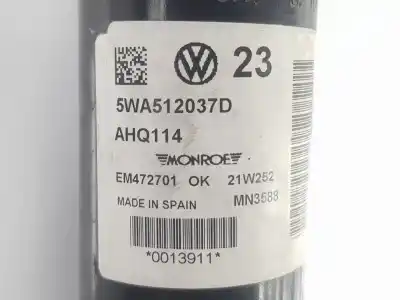 23
5WA512037D
AHQ114
MONROE
EM472701 OK 21W252
MADE IN SPAIN MN3588
*0013911*